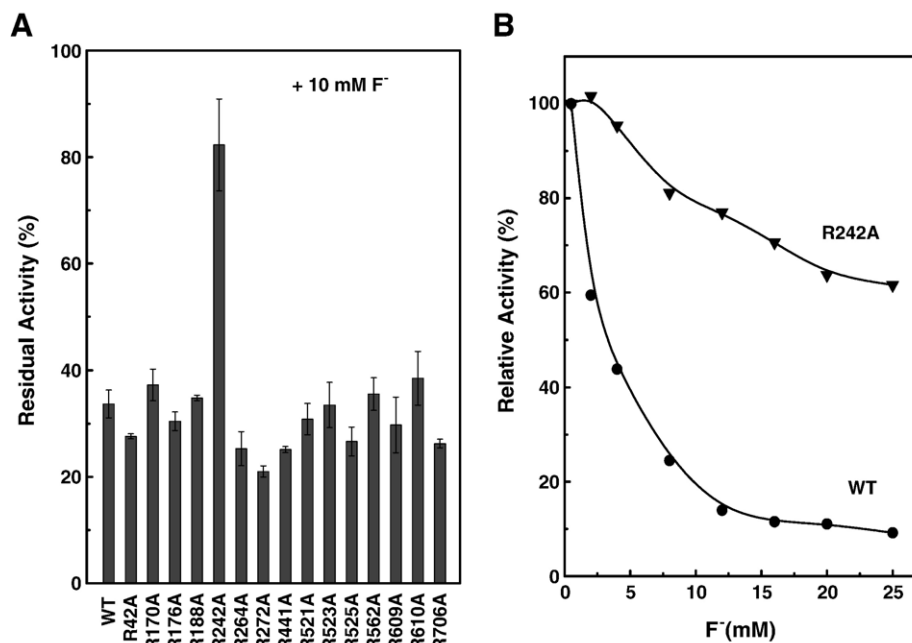 A
+ 10 mM F-
Residual Activity (%)
100
80
60
40
20
0
WT
R42A
R170A
R176A
R188A
R242A
R264A
R272A
R441A
R521A
R523A
R525A
R562A
R609A
R610A
R706A
B
Relative Activity (%)
100
80
60
40
20
0
R242A
WT
0
5
10
15
20
25
F-(mM)